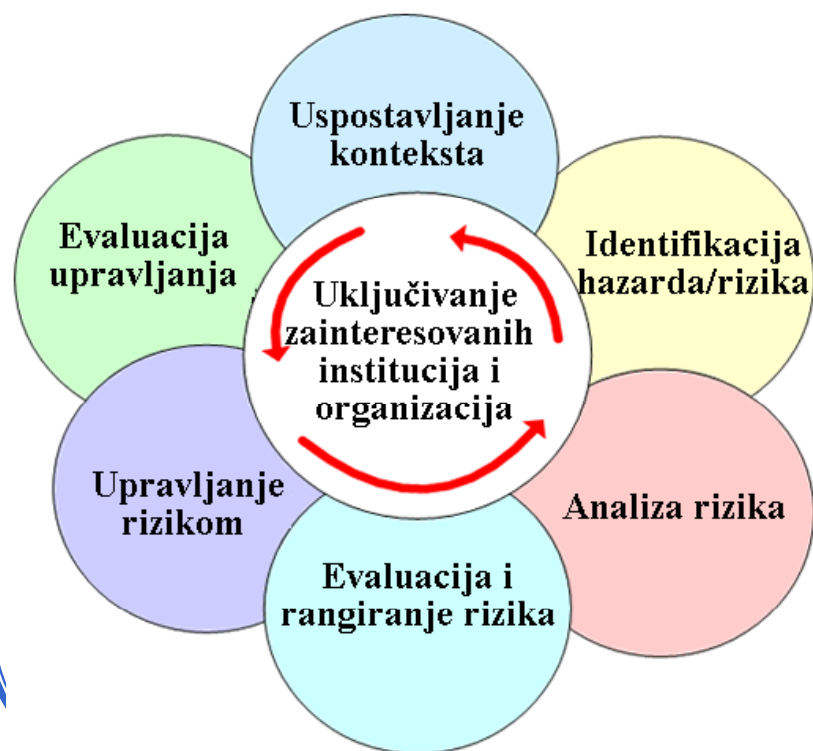 Uspostavljanje
konteksta
Identifikacija
hazarda/rizika
Analiza rizika
Evaluacija i
rangiranje rizika
Upravljanje
rizikom
Evaluacija
upravljanja
Uključivanje
zainteresovanih
institucija i
organizacija